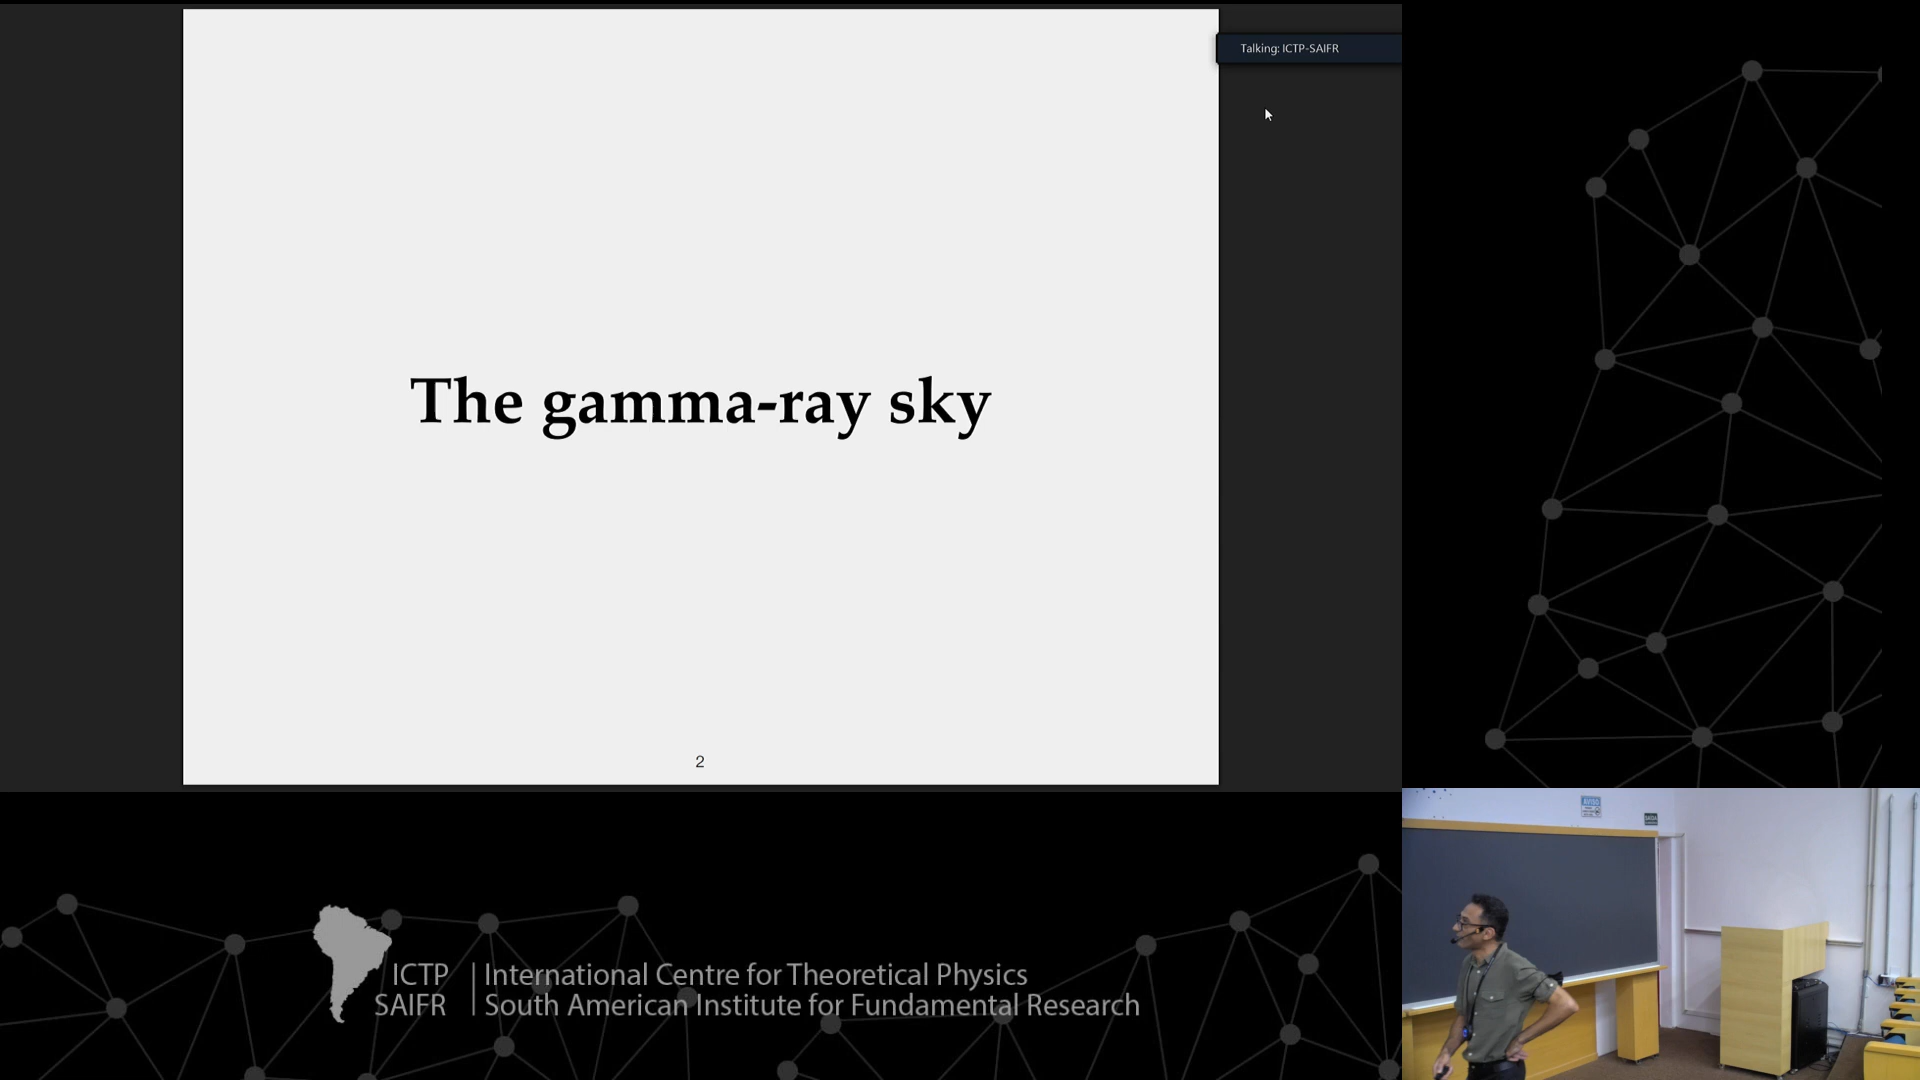 Talking: ICTP-SAIFR
The gamma-ray sky
2
ICTP
SAIFR
International Centre for Theoretical Physics
South American Institute for Fundamental Research